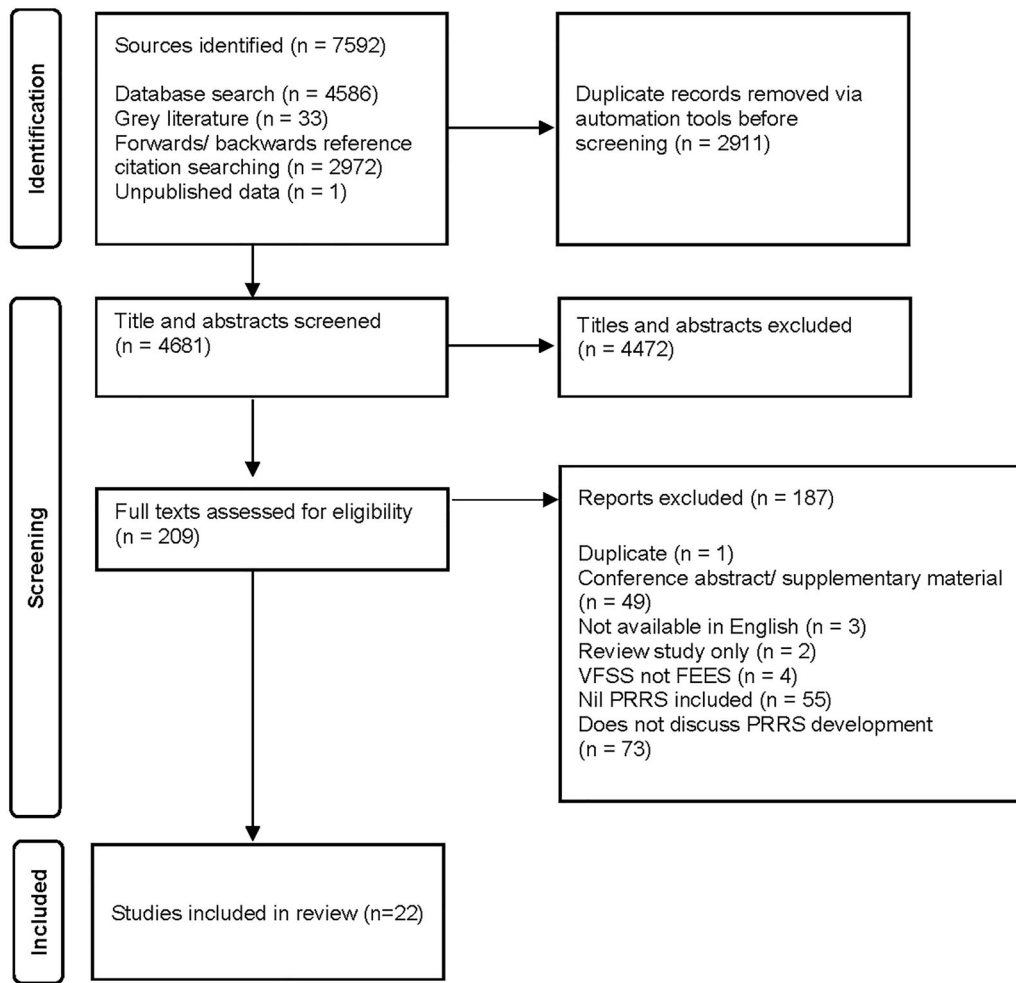 Identification
Sources identified (n = 7592)
Database search (n = 4586)
Grey literature (n = 33)
Forwards/ backwards reference
citation searching (n = 2972)
Unpublished data (n = 1)
Duplicate records removed via
automation tools before
screening (n = 2911)
Screening
Title and abstracts screened
(n = 4681)
Titles and abstracts excluded
(n = 4472)
Full texts assessed for eligibility
(n = 209)
Reports excluded (n = 187)
Duplicate (n = 1)
Conference abstract/ supplementary material
(n = 49)
Not available in English (n = 3)
Review study only (n = 2)
VFSS not FEES (n = 4)
Nil PRRS included (n = 55)
Does not discuss PRRS development
(n = 73)
Included
Studies included in review (n=22)